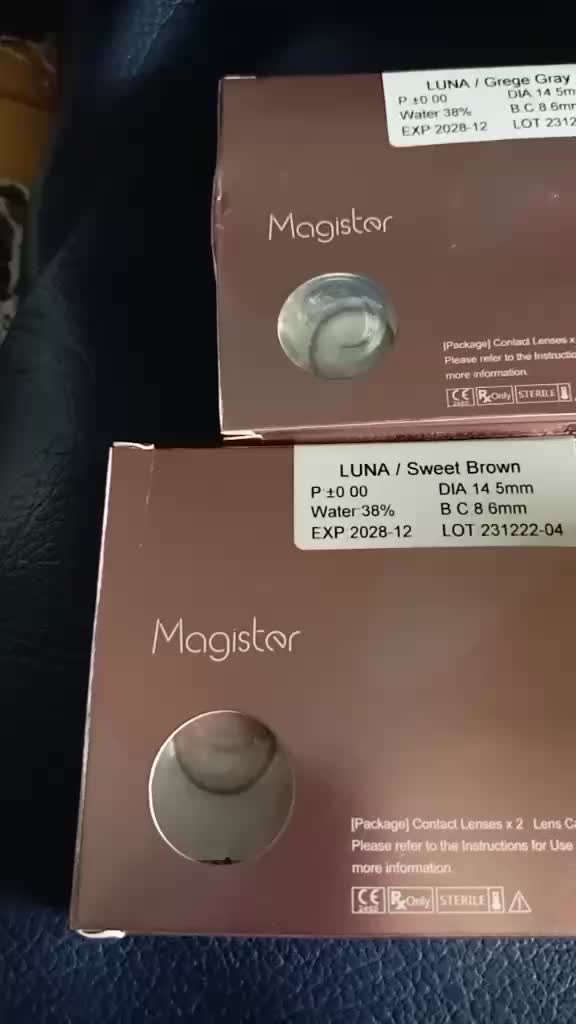 LUNA / Grege Gray
P ±0 00 DIA 14 5m
Water 38% B.C 8.6mm
EXP 2028-12 LOT 2312
Magister
[Package] Contact Lenses x
Please refer to the Instructio
more information.
CE Rx Only STERILE
LUNA / Sweet Brown
P ±0 00 DIA 14 5mm
Water 38% B C 8 6mm
EXP 2028-12 LOT 231222-04
Magister
[Package] Contact Lenses x 2 Lens Ca
Please refer to the Instructions for Use
more information.
CE Rx Only STERILE